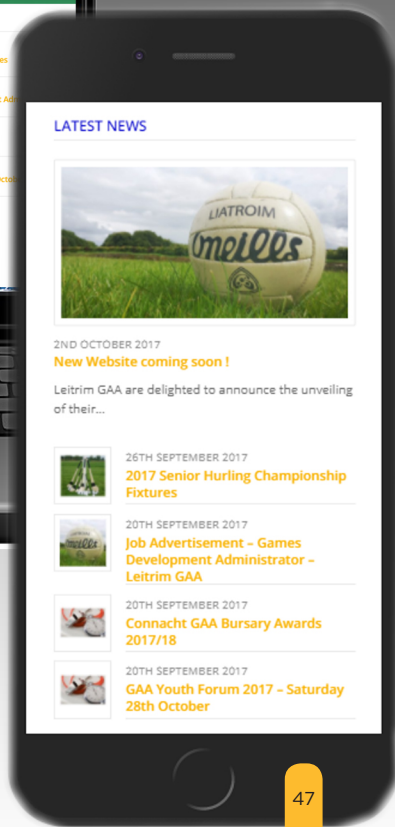 LATEST NEWS
LIATROIM
O'neills
2ND OCTOBER 2017
New Website coming soon !
Leitrim GAA are delighted to announce the unveiling
of their...
26TH SEPTEMBER 2017
2017 Senior Hurling Championship
Fixtures
20TH SEPTEMBER 2017
Job Advertisement – Games
Development Administrator –
Leitrim GAA
20TH SEPTEMBER 2017
Connacht GAA Bursary Awards
2017/18
20TH SEPTEMBER 2017
GAA Youth Forum 2017 – Saturday
28th October
47